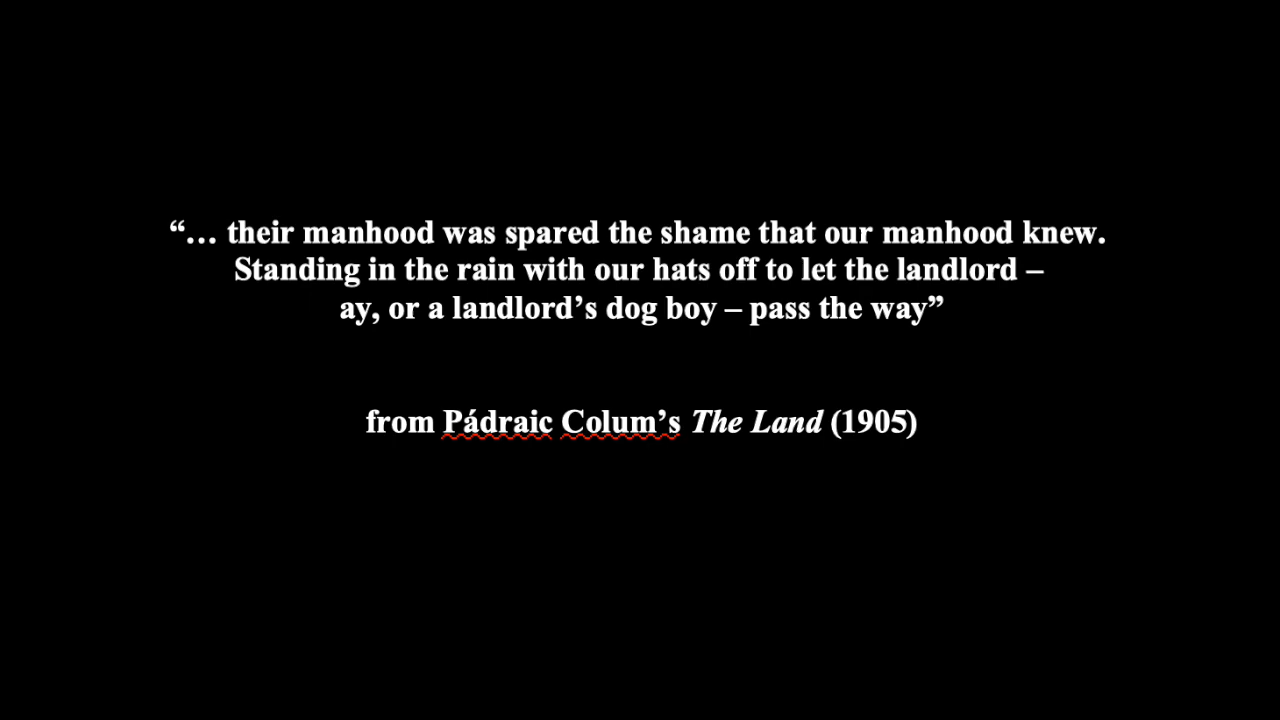 “… their manhood was spared the shame that our manhood knew.
Standing in the rain with our hats off to let the landlord –
ay, or a landlord’s dog boy – pass the way”
from Pádraic Colum’s The Land (1905)